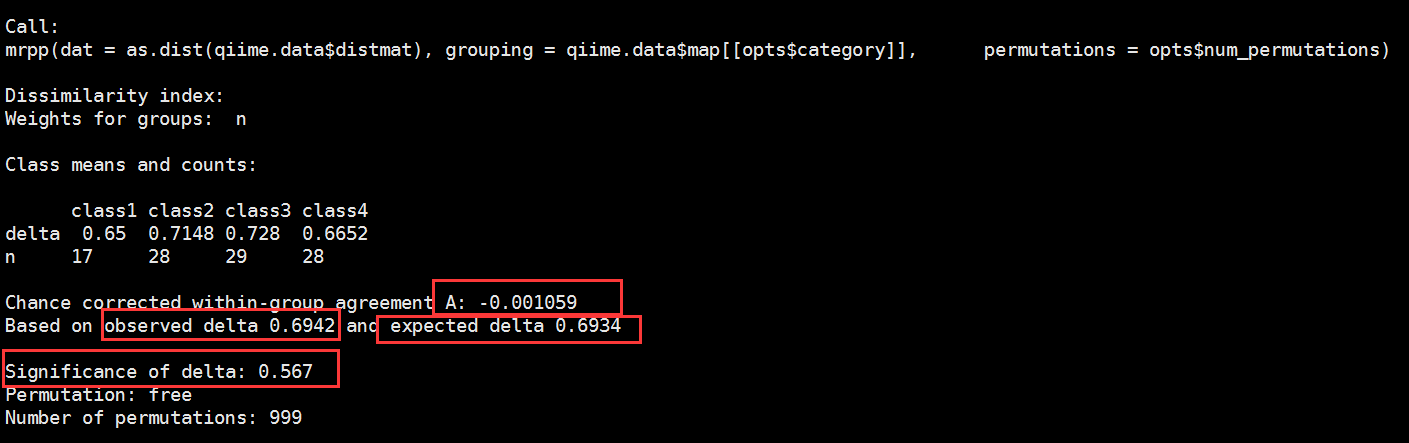 Call:
mrpp(dat = as.dist(qiime.data$distmat), grouping = qiime.data$map[[opts$category]],      permutations = opts$num_permutations)
Dissimilarity index:
Weights for groups:  n
Class means and counts:
      class1 class2 class3 class4
delta  0.65  0.7148 0.728  0.6652
n     17     28     29     28
Chance corrected within-group agreement A: -0.001059
Based on observed delta 0.6942 and expected delta 0.6934
Significance of delta: 0.567
Permutation: free
Number of permutations: 999